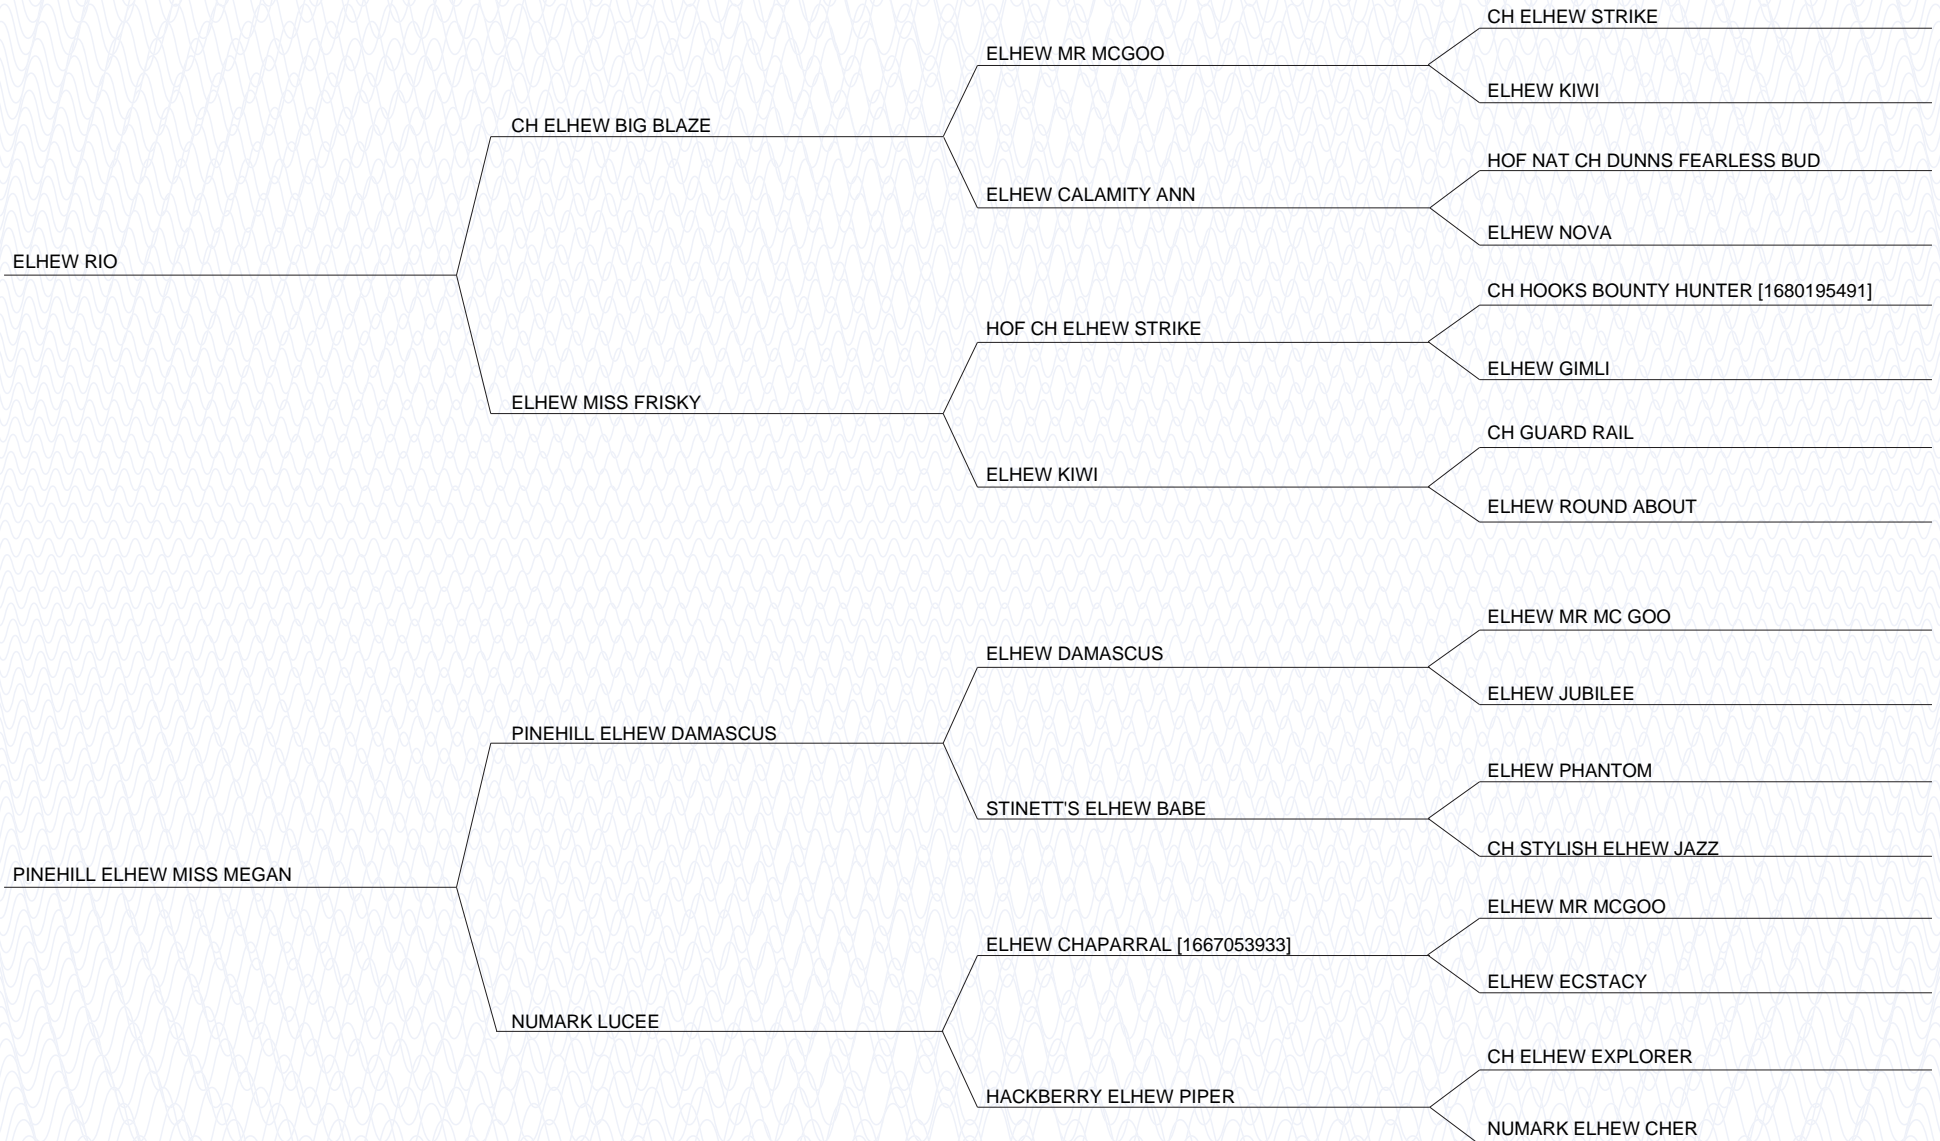 CH ELHEW STRIKE
ELHEW MR MCGOO
ELHEW KIWI
CH ELHEW BIG BLAZE
HOF NAT CH DUNNS FEARLESS BUD
ELHEW CALAMITY ANN
ELHEW NOVA
ELHEW RIO
CH HOOKS BOUNTY HUNTER [1680195491]
HOF CH ELHEW STRIKE
ELHEW GIMLI
ELHEW MISS FRISKY
CH GUARD RAIL
ELHEW KIWI
ELHEW ROUND ABOUT
ELHEW MR MC GOO
ELHEW DAMASCUS
ELHEW JUBILEE
PINEHILL ELHEW DAMASCUS
ELHEW PHANTOM
STINETT'S ELHEW BABE
CH STYLISH ELHEW JAZZ
PINEHILL ELHEW MISS MEGAN
ELHEW MR MCGOO
ELHEW CHAPARRAL [1667053933]
ELHEW ECSTACY
NUMARK LUCEE
CH ELHEW EXPLORER
HACKBERRY ELHEW PIPER
NUMARK ELHEW CHER